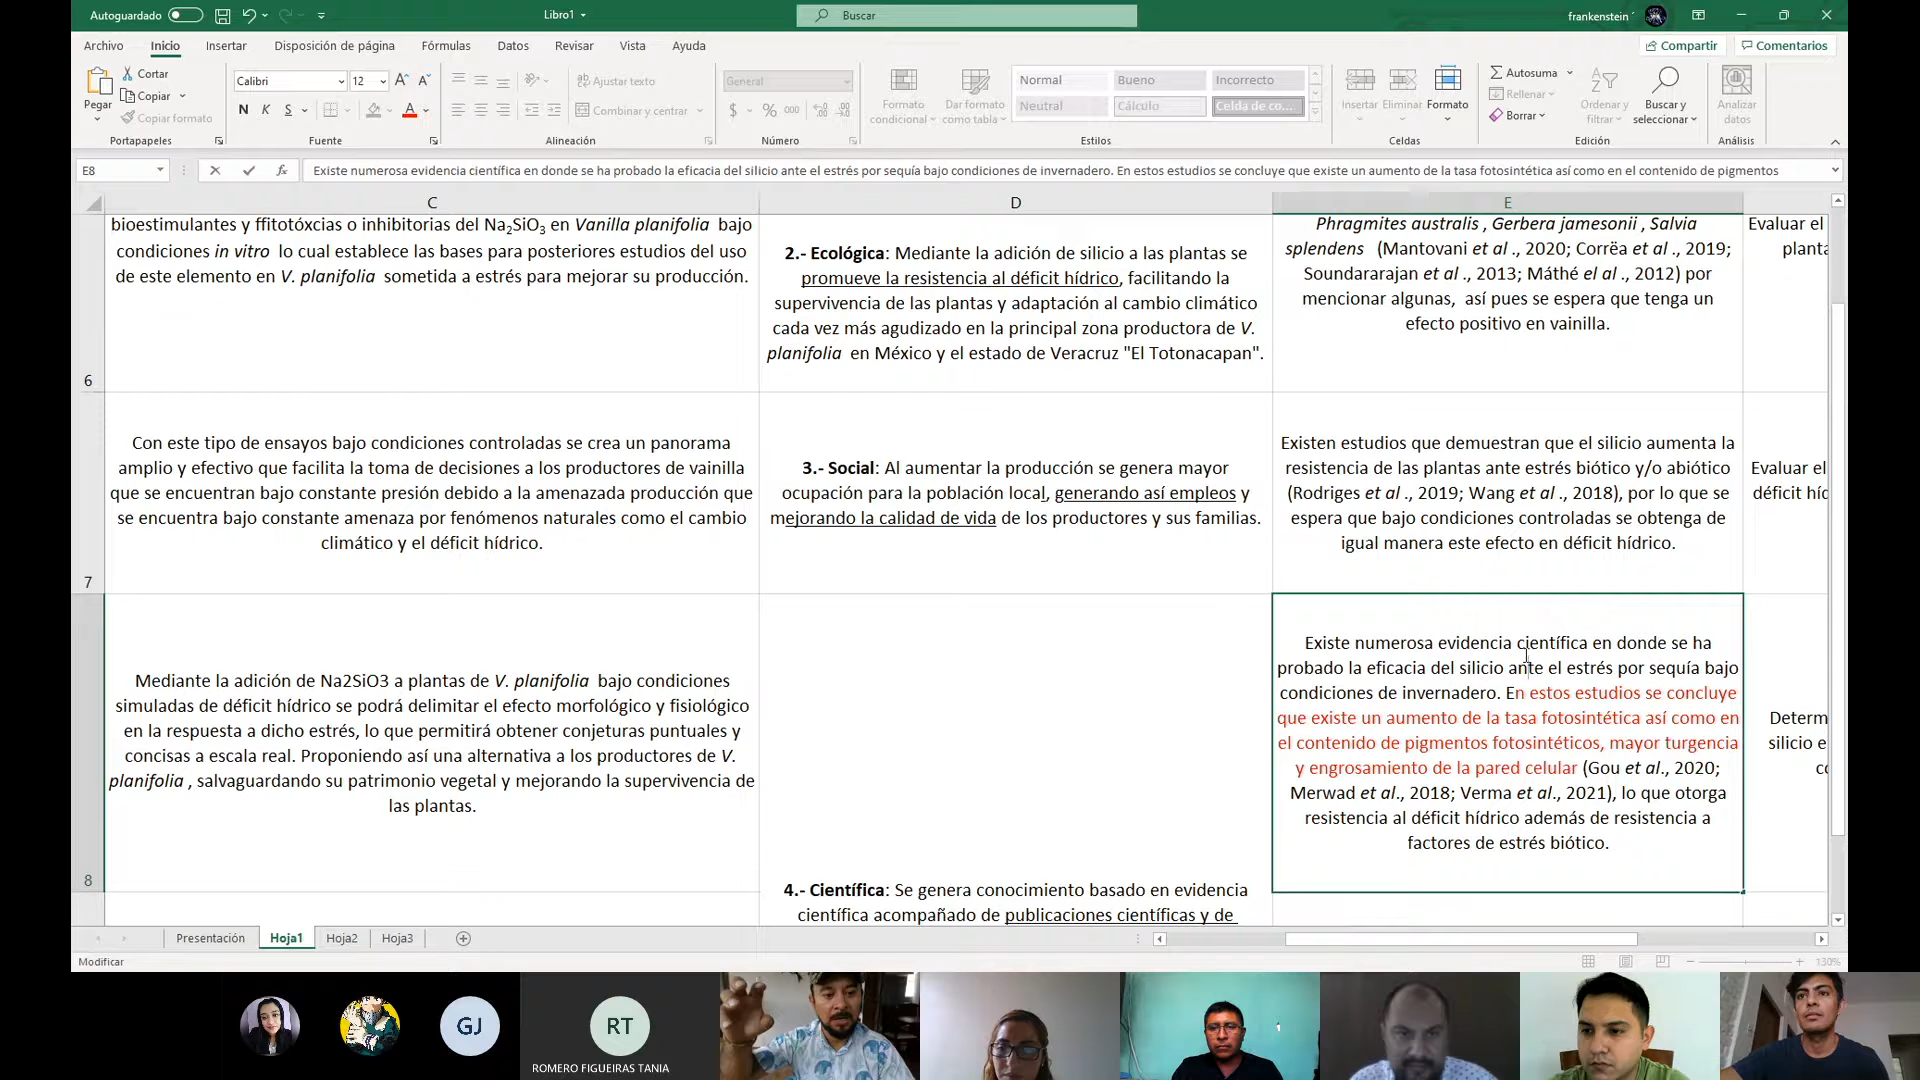 Autoguardado
Libro1
Buscar
frankenstein
Archivo Inicio Insertar Disposición de página Fórmulas Datos Revisar Vista Ayuda
Compartir Comentarios
Pegar
Cortar
Copiar
Copiar formato
Portapapeles
Calibri 12
N K S
Fuente
Ajustar texto
Combinar y centrar
Alineación
General
$ % 000
Número
Formato condicional
Dar formato como tabla
Normal Bueno Incorrecto
Neutral Cálculo Celda de co...
Estilos
Insertar Eliminar Formato
Celdas
Autosuma
Rellenar
Borrar
Ordenar y filtrar
Buscar y seleccionar
Edición
Analizar datos
Análisis
E8
fx
Existe numerosa evidencia científica en donde se ha probado la eficacia del silicio ante el estrés por sequía bajo condiciones de invernadero. En estos estudios se concluye que existe un aumento de la tasa fotosintética así como en el contenido de pigmentos
C D E
bioestimulantes y ffitotóxcias o inhibitorias del Na2SiO3 en Vanilla planifolia bajo
condiciones in vitro lo cual establece las bases para posteriores estudios del uso
de este elemento en V. planifolia sometida a estrés para mejorar su producción.
2.- Ecológica: Mediante la adición de silicio a las plantas se
promueve la resistencia al déficit hídrico, facilitando la
supervivencia de las plantas y adaptación al cambio climático
cada vez más agudizado en la principal zona productora de V.
planifolia en México y el estado de Veracruz "El Totonacapan".
Phragmites australis , Gerbera jamesonii , Salvia
splendens (Mantovani et al ., 2020; Corrëa et al ., 2019;
Soundararajan et al ., 2013; Máthé el al ., 2012) por
mencionar algunas, así pues se espera que tenga un
efecto positivo en vainilla.
Evaluar el
planta
6
Con este tipo de ensayos bajo condiciones controladas se crea un panorama
amplio y efectivo que facilita la toma de decisiones a los productores de vainilla
que se encuentran bajo constante presión debido a la amenazada producción que
se encuentra bajo constante amenaza por fenómenos naturales como el cambio
climático y el déficit hídrico.
3.- Social: Al aumentar la producción se genera mayor
ocupación para la población local, generando así empleos y
mejorando la calidad de vida de los productores y sus familias.
Existen estudios que demuestran que el silicio aumenta la
resistencia de las plantas ante estrés biótico y/o abiótico
(Rodriges et al ., 2019; Wang et al ., 2018), por lo que se
espera que bajo condiciones controladas se obtenga de
igual manera este efecto en déficit hídrico.
Evaluar el
déficit híd
7
Mediante la adición de Na2SiO3 a plantas de V. planifolia bajo condiciones
simuladas de déficit hídrico se podrá delimitar el efecto morfológico y fisiológico
en la respuesta a dicho estrés, lo que permitirá obtener conjeturas puntuales y
concisas a escala real. Proponiendo así una alternativa a los productores de V.
planifolia , salvaguardando su patrimonio vegetal y mejorando la supervivencia de
las plantas.
4.- Científica: Se genera conocimiento basado en evidencia
científica acompañado de publicaciones científicas y de
Existe numerosa evidencia científica en donde se ha
probado la eficacia del silicio ante el estrés por sequía bajo
condiciones de invernadero. En estos estudios se concluye
que existe un aumento de la tasa fotosintética así como en
el contenido de pigmentos fotosintéticos, mayor turgencia
y engrosamiento de la pared celular (Gou et al., 2020;
Merwad et al., 2018; Verma et al., 2021), lo que otorga
resistencia al déficit hídrico además de resistencia a
factores de estrés biótico.
Determ
silicio e
co
8
Presentación Hoja1 Hoja2 Hoja3
Modificar
130%
GJ
RT
ROMERO FIGUEIRAS TANIA